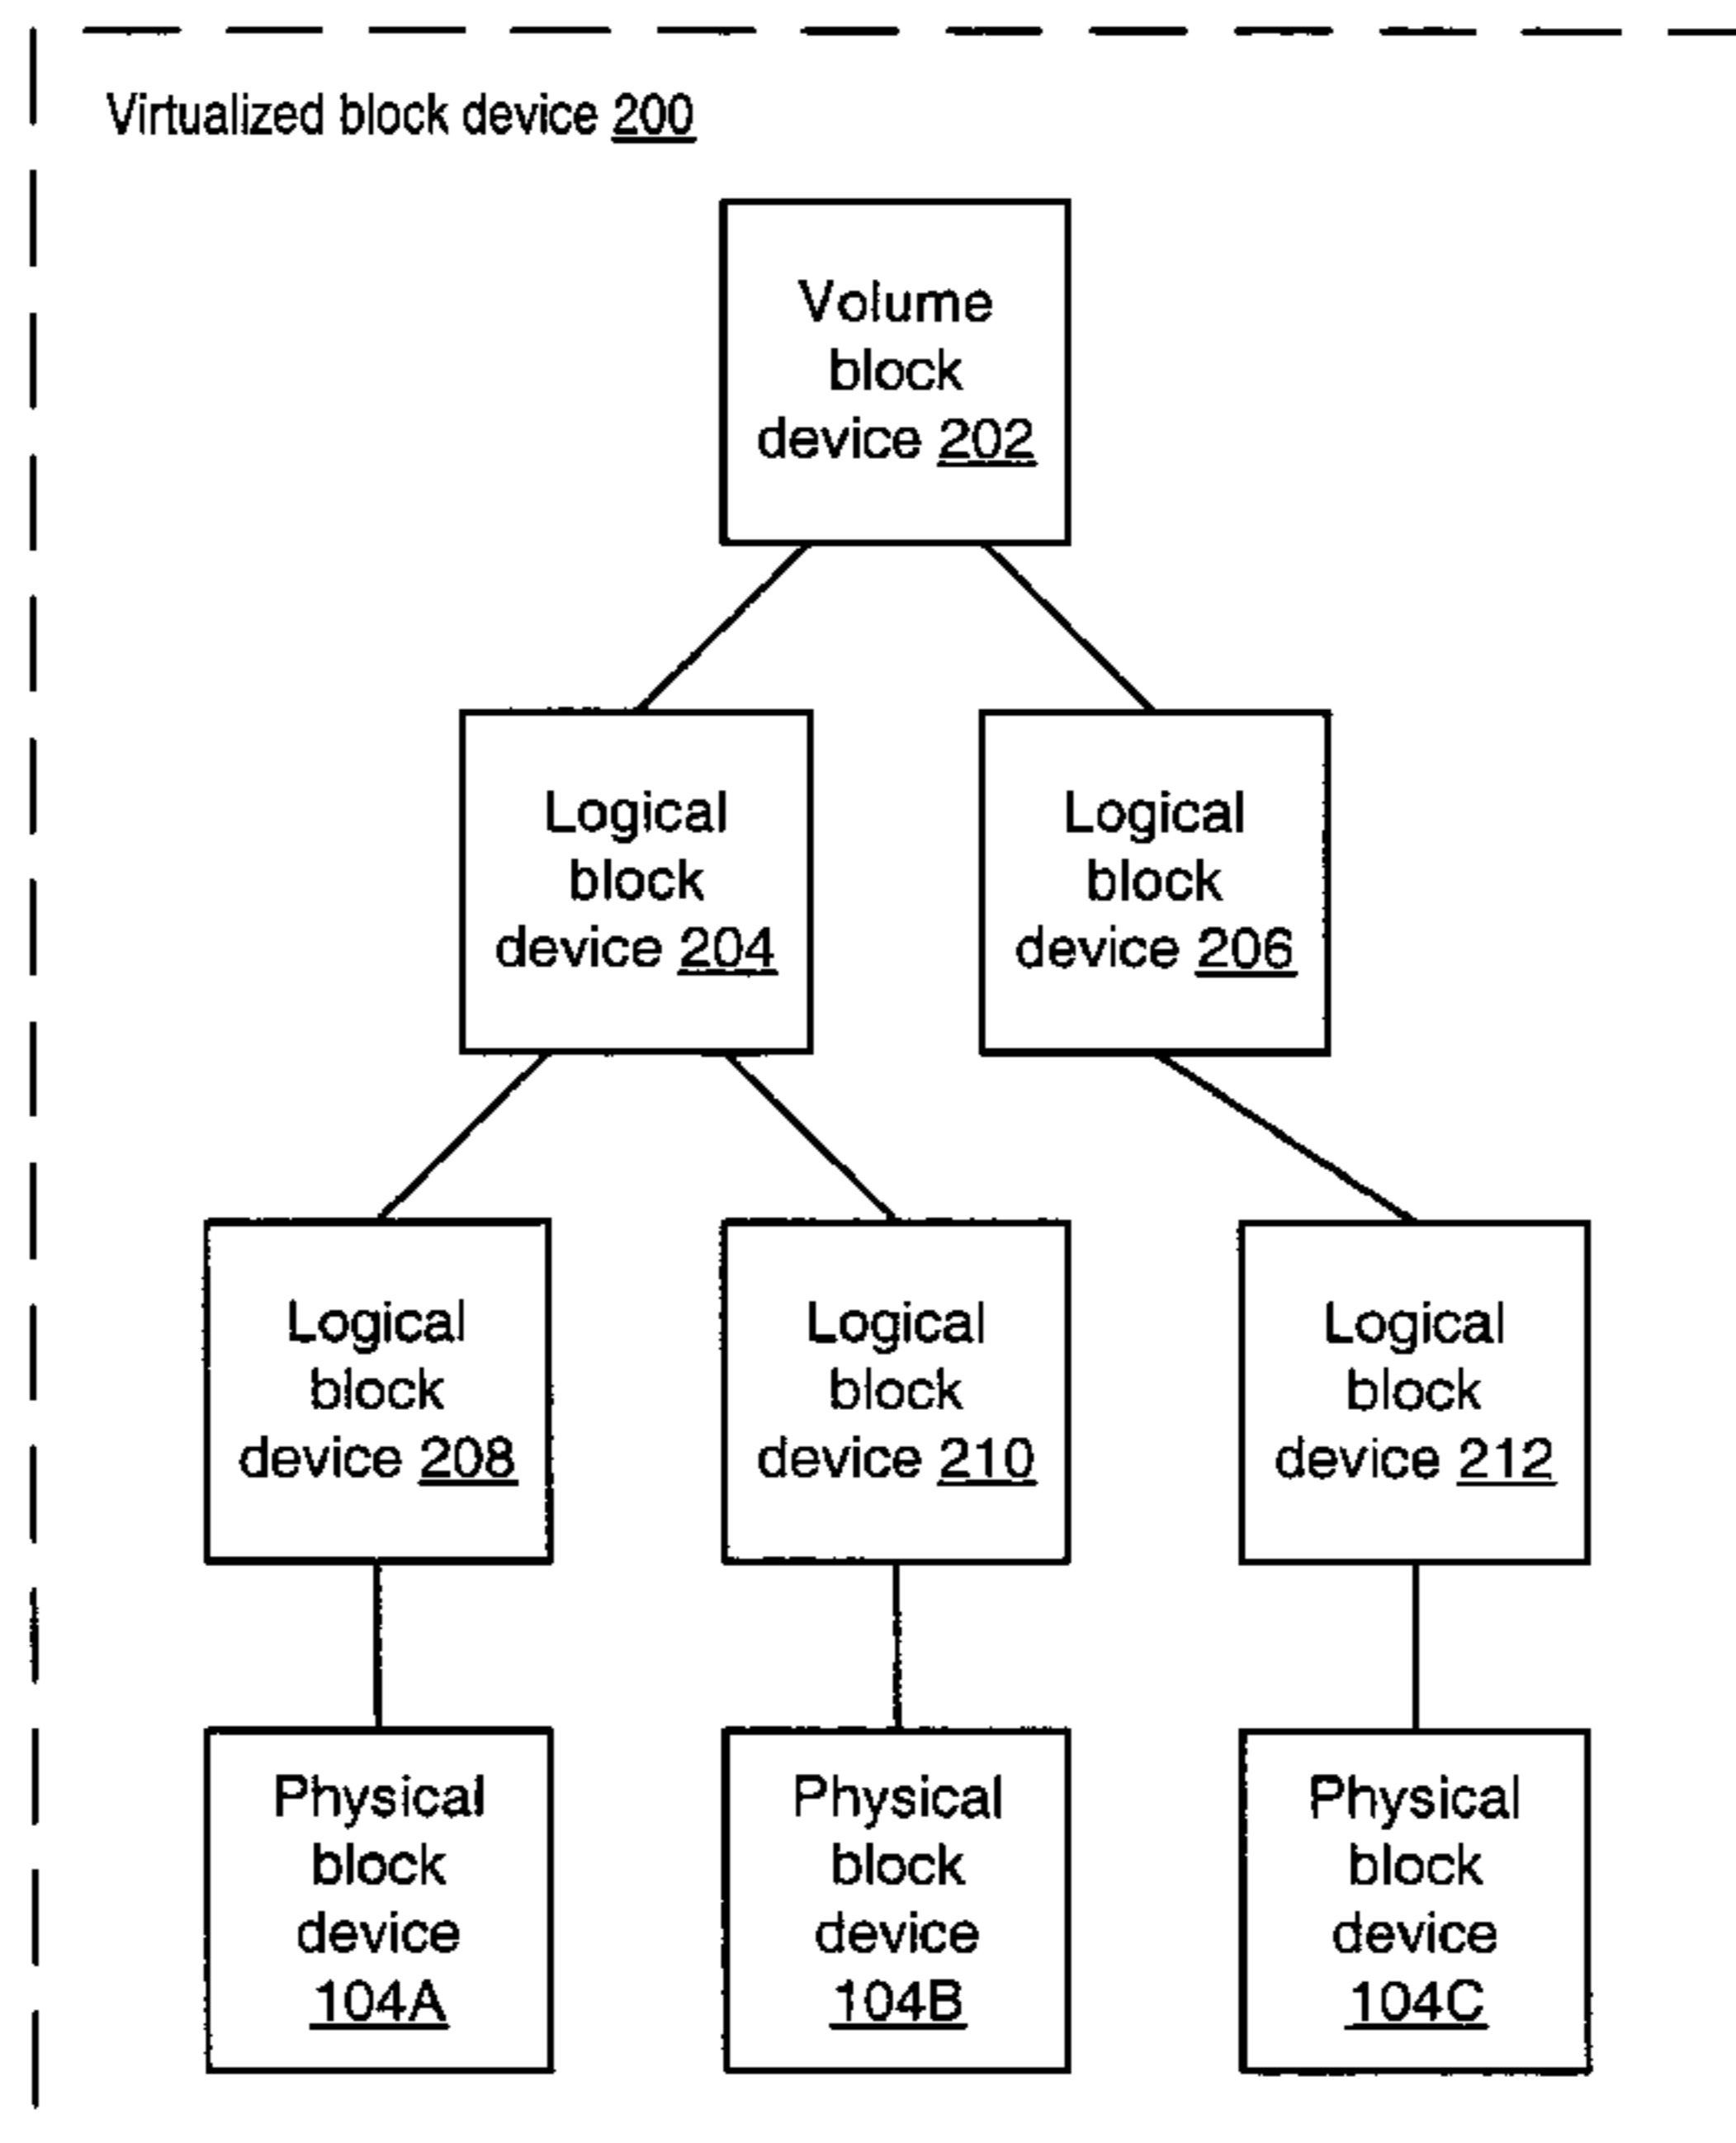 Virtualized block device 200
Volume
block
device 202
Logical
block
device 204
Logical
block
device 206
Logical
block
device 208
Logical
block
device 210
Logical
block
device 212
Physical
block
device
104A
Physical
block
device
104B
Physical
block
device
104C